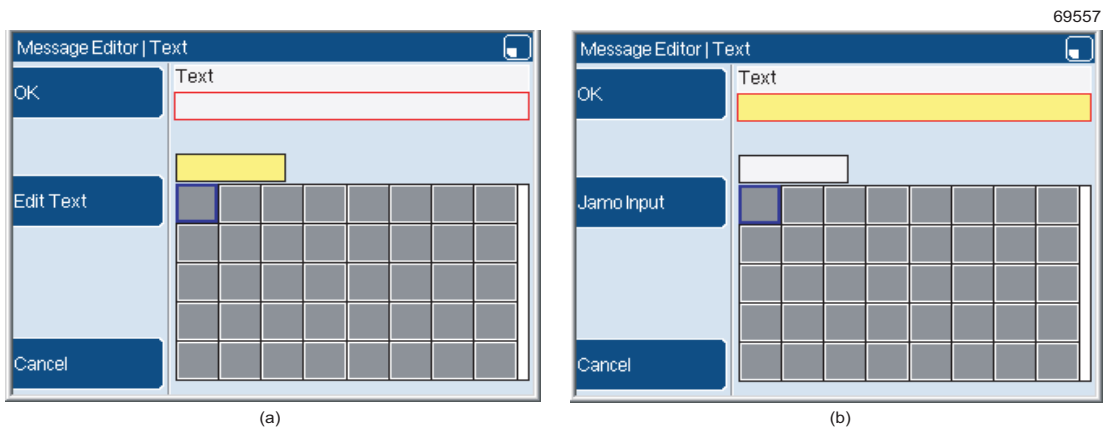 69557
Message Editor | Text
OK
Text
Edit Text
Cancel
(a)
Message Editor | Text
OK
Text
Jamo Input
Cancel
(b)